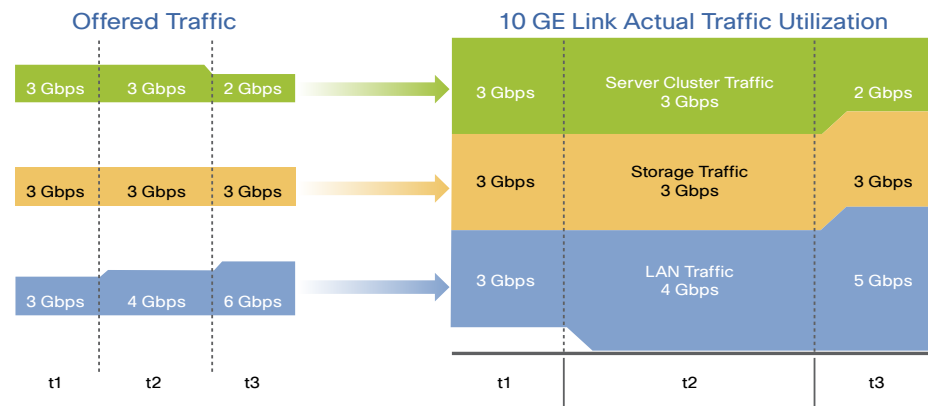 Offered Traffic
10 GE Link Actual Traffic Utilization
3 Gbps
3 Gbps
2 Gbps
3 Gbps
Server Cluster Traffic
3 Gbps
2 Gbps
3 Gbps
3 Gbps
3 Gbps
3 Gbps
Storage Traffic
3 Gbps
3 Gbps
3 Gbps
4 Gbps
6 Gbps
3 Gbps
LAN Traffic
4 Gbps
5 Gbps
t1
t2
t3
t1
t2
t3